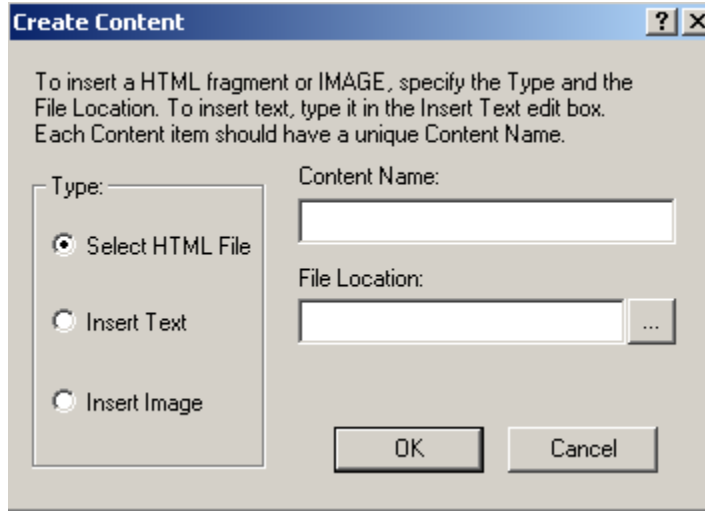 Create Content
To insert a HTML fragment or IMAGE, specify the Type and the
File Location. To insert text, type it in the Insert Text edit box.
Each Content item should have a unique Content Name.
Type:
Select HTML File
Insert Text
Insert Image
Content Name:
File Location:
...
OK
Cancel